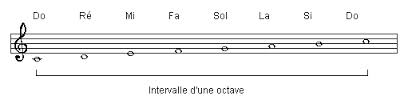 Do Ré Mi Fa Sol La Si Do
Intervalle d'une octave